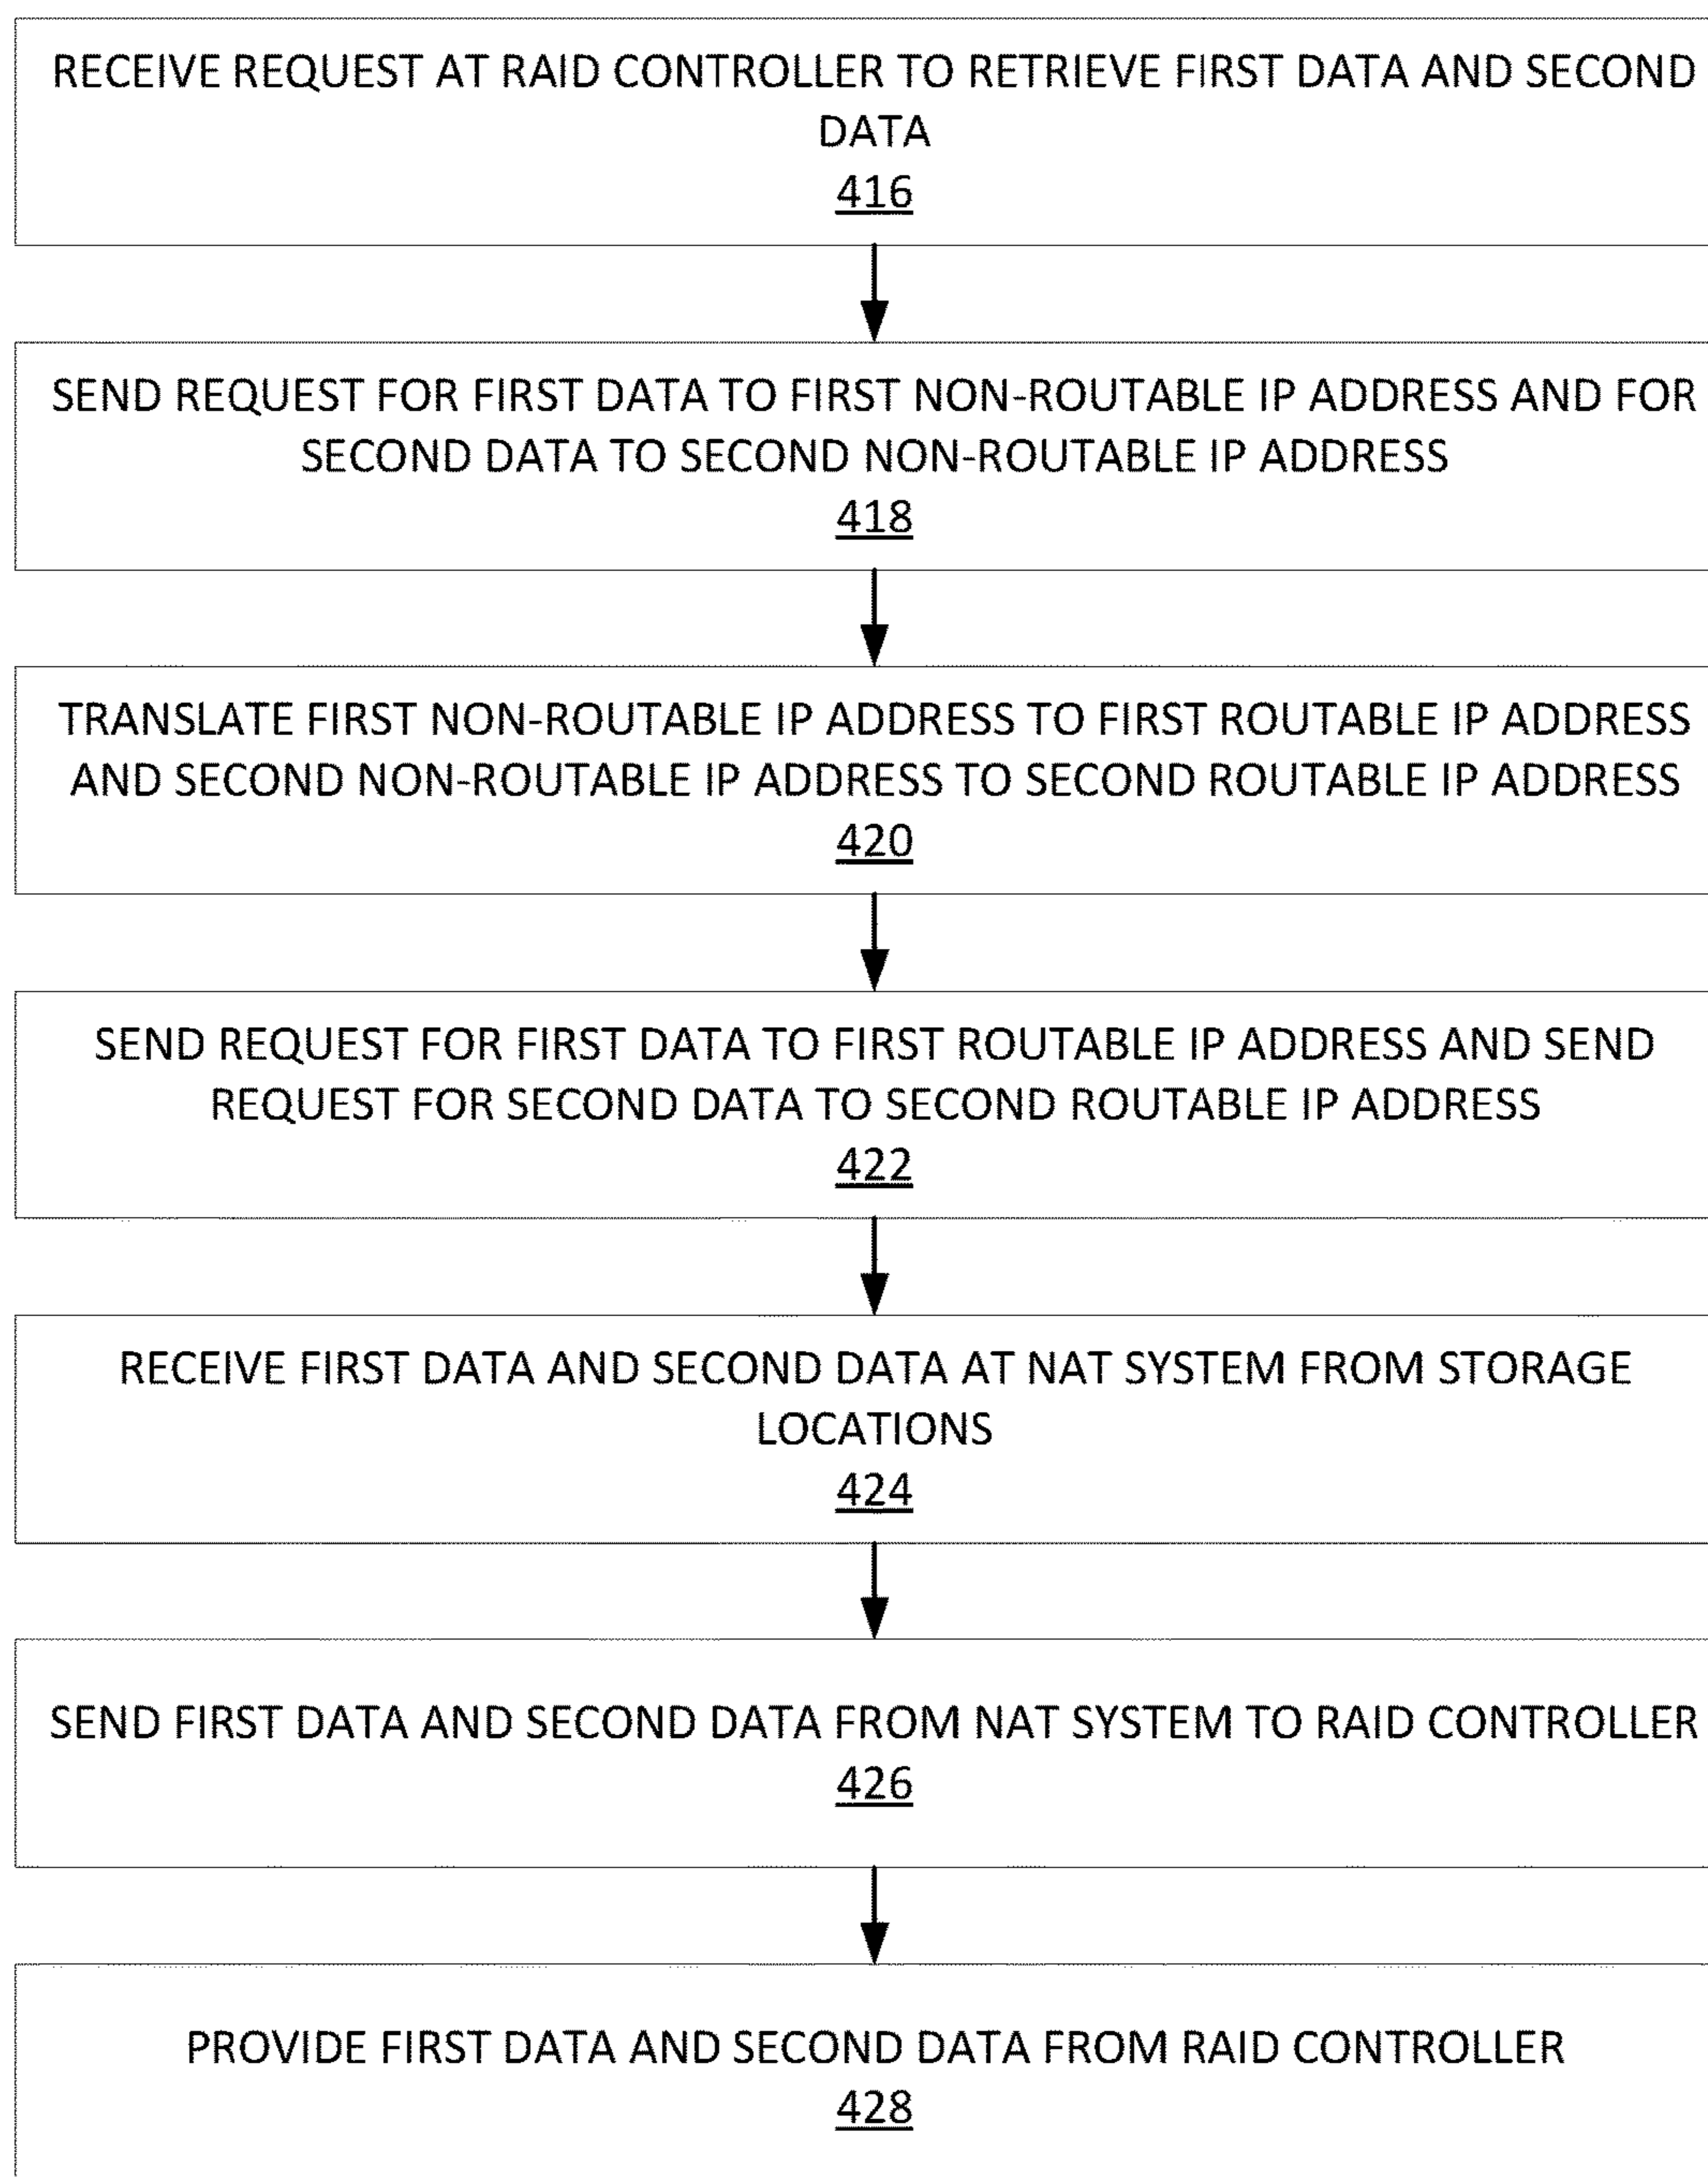 RECEIVE REQUEST AT RAID CONTROLLER TO RETRIEVE FIRST DATA AND SECOND
DATA
416
SEND REQUEST FOR FIRST DATA TO FIRST NON-ROUTABLE IP ADDRESS AND FOR
SECOND DATA TO SECOND NON-ROUTABLE IP ADDRESS
418
TRANSLATE FIRST NON-ROUTABLE IP ADDRESS TO FIRST ROUTABLE IP ADDRESS
AND SECOND NON-ROUTABLE IP ADDRESS TO SECOND ROUTABLE IP ADDRESS
420
SEND REQUEST FOR FIRST DATA TO FIRST ROUTABLE IP ADDRESS AND SEND
REQUEST FOR SECOND DATA TO SECOND ROUTABLE IP ADDRESS
422
RECEIVE FIRST DATA AND SECOND DATA AT NAT SYSTEM FROM STORAGE
LOCATIONS
424
SEND FIRST DATA AND SECOND DATA FROM NAT SYSTEM TO RAID CONTROLLER
426
PROVIDE FIRST DATA AND SECOND DATA FROM RAID CONTROLLER
428